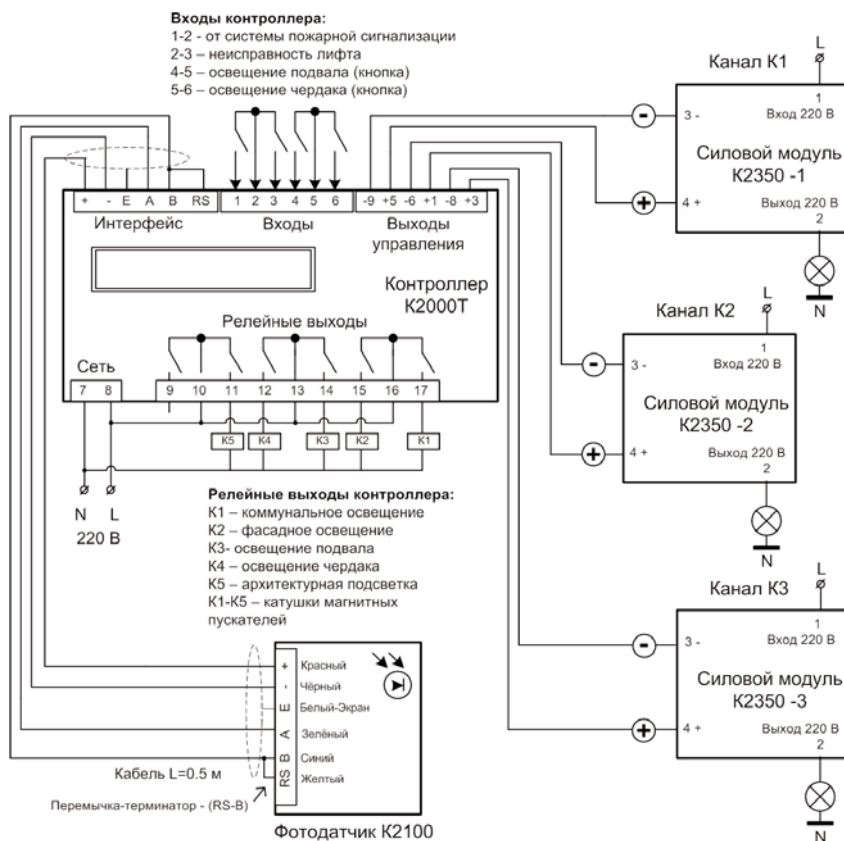 Входы контроллера:
1-2 - от системы пожарной сигнализации
2-3 – неисправность лифта
4-5 – освещение подвала (кнопка)
5-6 – освещение чердака (кнопка)
+ - E A B RS
Интерфейс
1 2 3 4 5 6
Входы
-9 +5 -6 +1 -8 +3
Выходы
управления
Контроллер
К2000Т
Релейные выходы
Сеть
7 8
9 10 11 12 13 14 15 16 17
К5 К4 К3 К2 К1
N L
220 В
Релейные выходы контроллера:
К1 – коммунальное освещение
К2 – фасадное освещение
К3- освещение подвала
К4 – освещение чердака
К5 – архитектурная подсветка
К1-К5 – катушки магнитных
пускателей
+ Красный
- Чёрный
E Белый-Экран
A Зелёный
B Синий
RS Желтый
Кабель L=0.5 м
Перемычка-терминатор - (RS-B)
Фотодатчик К2100
Канал К1
L
1
Вход 220 В
- 3 -
Силовой модуль
К2350 -1
+ 4 +
Выход 220 В
2
N
Канал К2
L
1
Вход 220 В
- 3 -
Силовой модуль
К2350 -2
+ 4 +
Выход 220 В
2
N
Канал К3
L
1
Вход 220 В
- 3 -
Силовой модуль
К2350 -3
+ 4 +
Выход 220 В
2
N